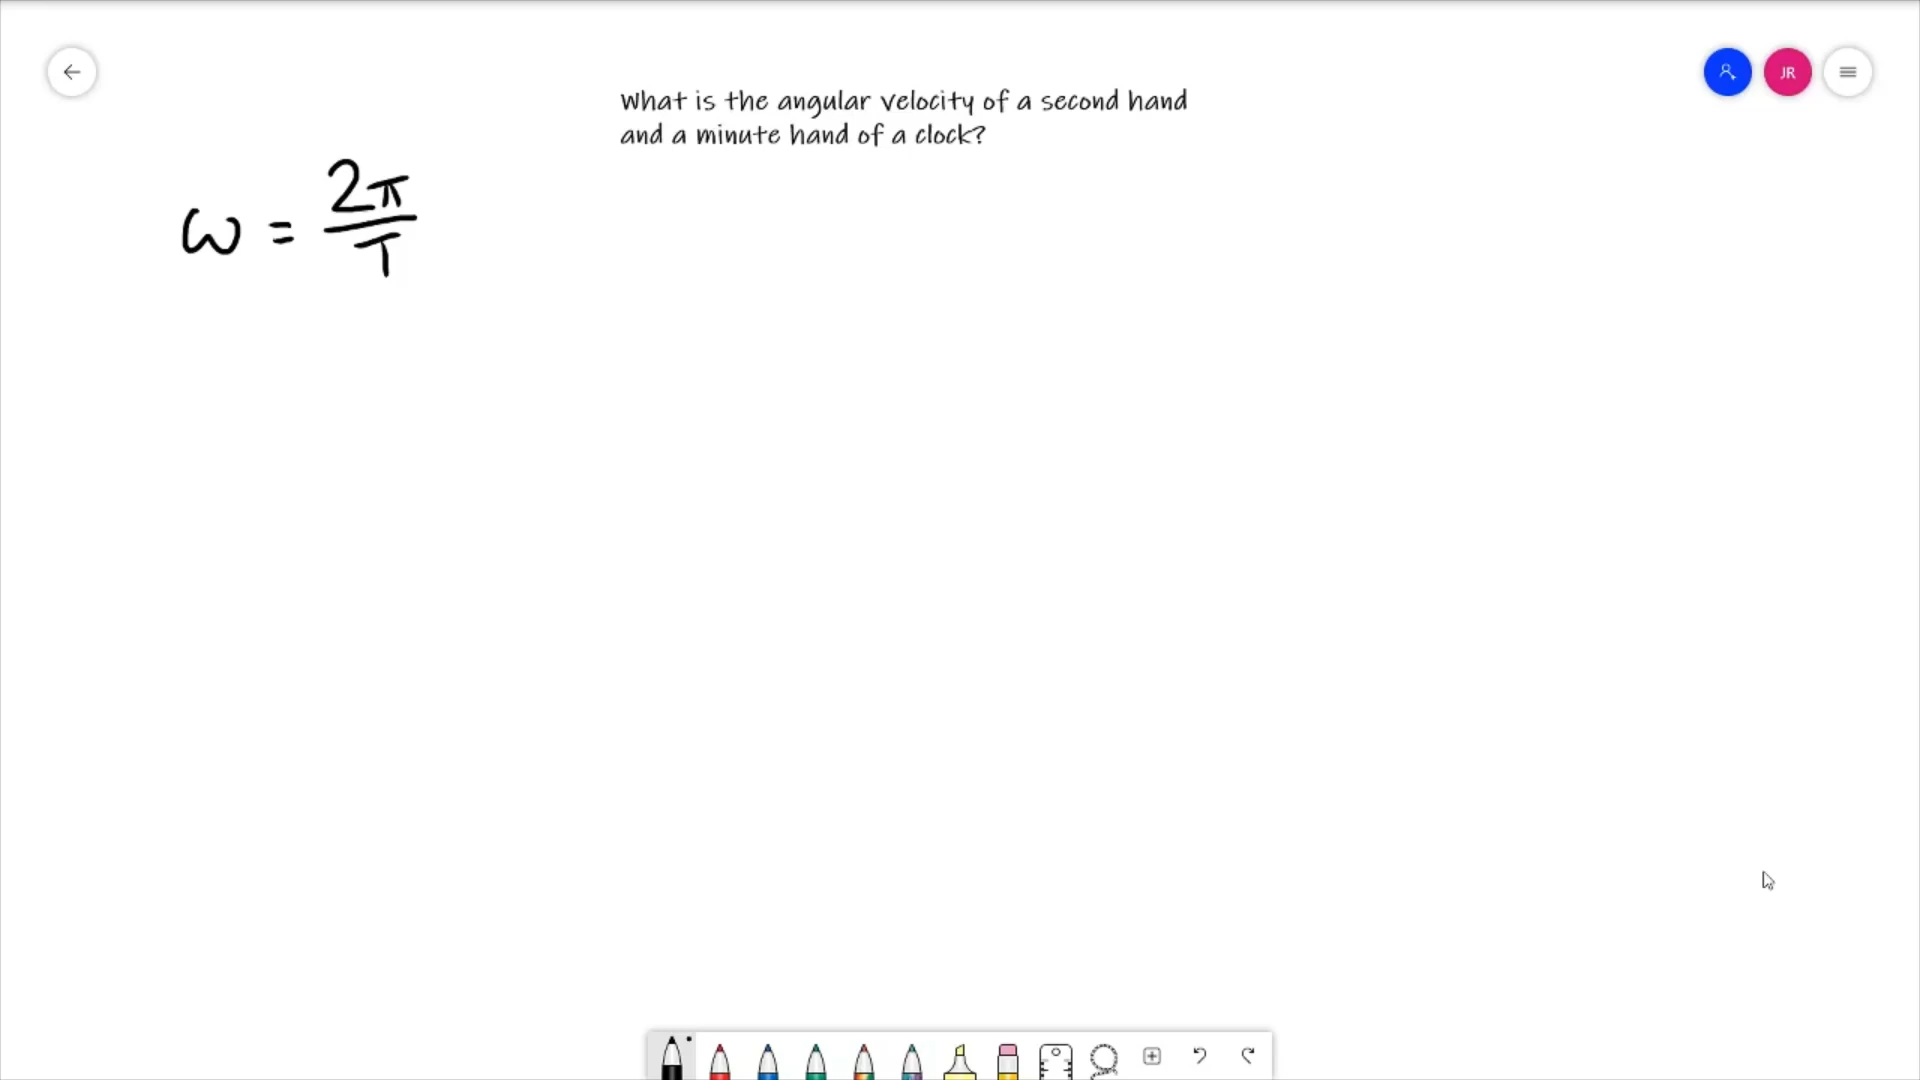 What is the angular velocity of a second hand
and a minute hand of a clock?
JR
ω = 2π/T